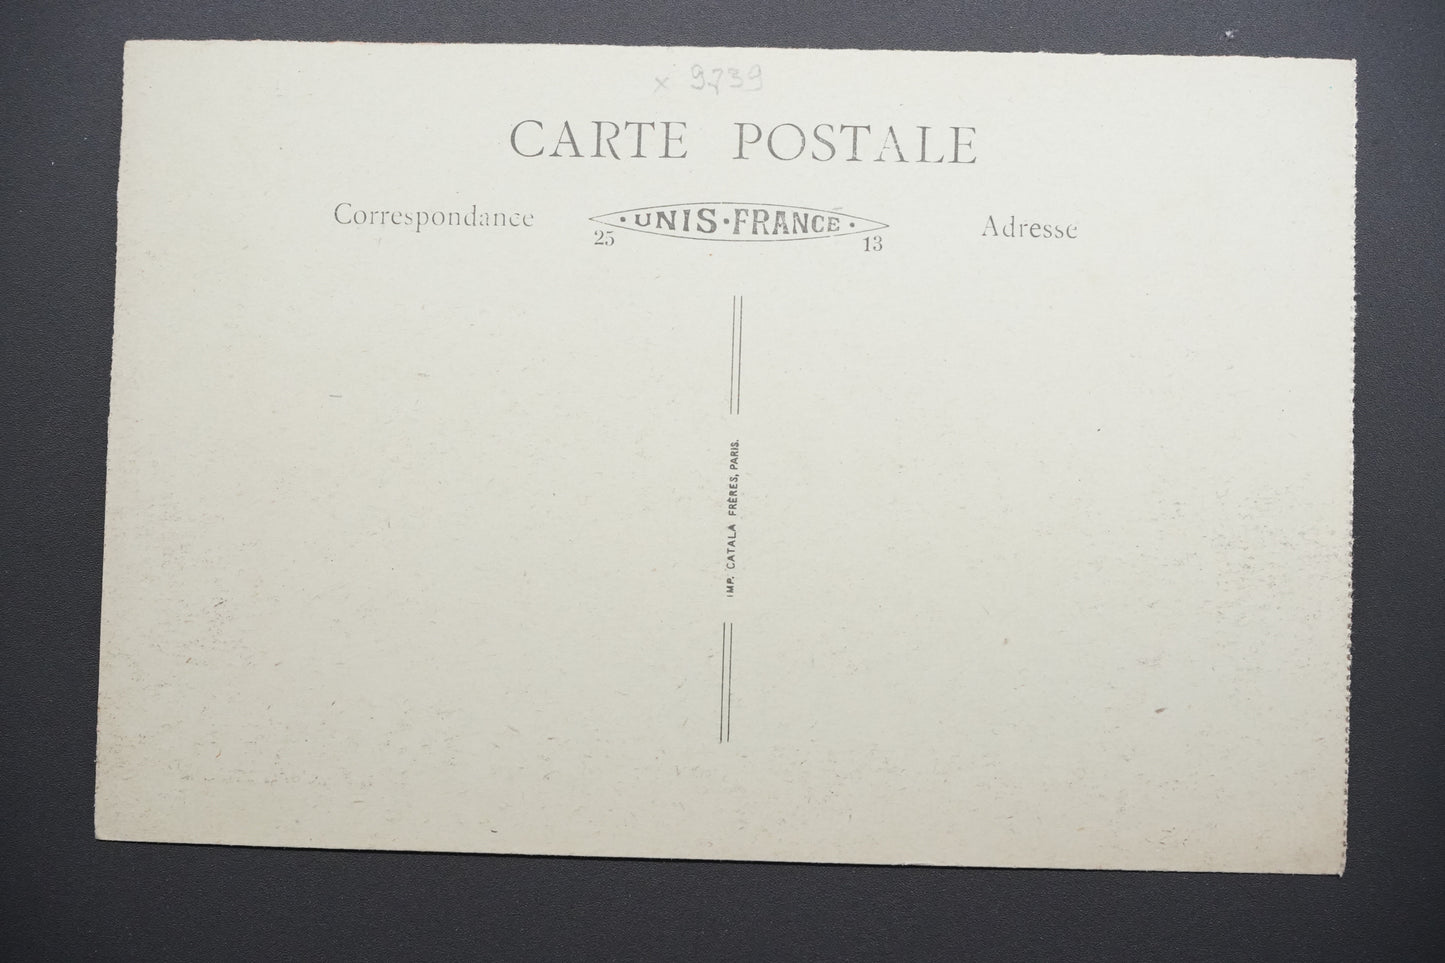 x 9739
CARTE POSTALE
Correspondance
·UNIS·FRANCE·
25 13
Adresse
IMP. CATALA FRÈRES, PARIS.